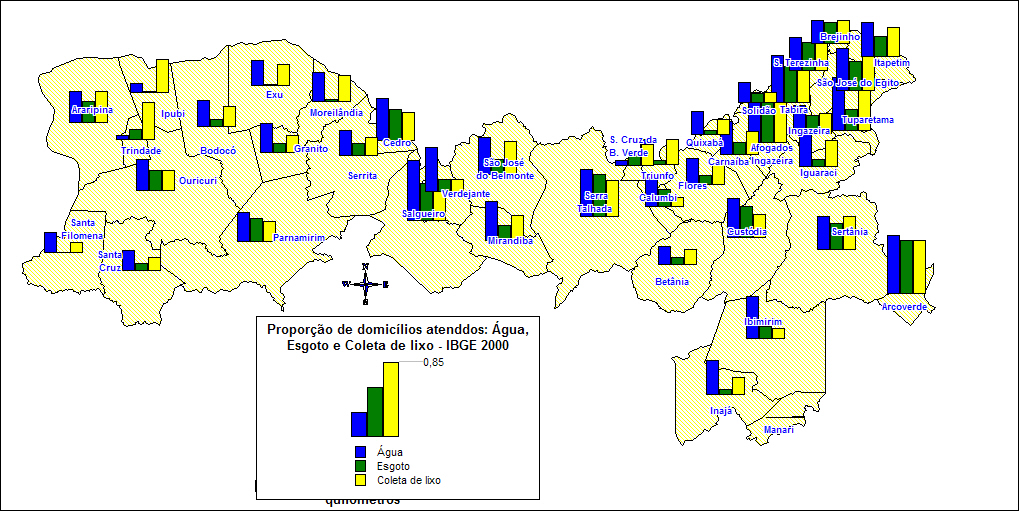 Brejinho
S. Terezinha
Itapetim
São José do Egito
Exu
Araripina
Ipubi
Moreilândia
Solidão
Tabira
Tuparetama
Ingazeira
Trindade
Bodocó
Granito
Cedro
S. Cruz da
B. Verde
Quixaba
Afogados
Ingazeira
Carnaíba
Iguaraci
Ouricuri
Serrita
São José
do Belmonte
Triunfo
Flores
Verdejante
Serra
Talhada
Calumbi
Salgueiro
Santa
Filomena
Parnamirim
Mirandiba
Custódia
Sertânia
Santa
Cruz
N
W
E
S
Betânia
Arcoverde
Ibimirim
Inajá
Manari
Proporção de domicílios atenddos: Água,
Esgoto e Coleta de lixo - IBGE 2000
0,85
Água
Esgoto
Coleta de lixo
quilômetros